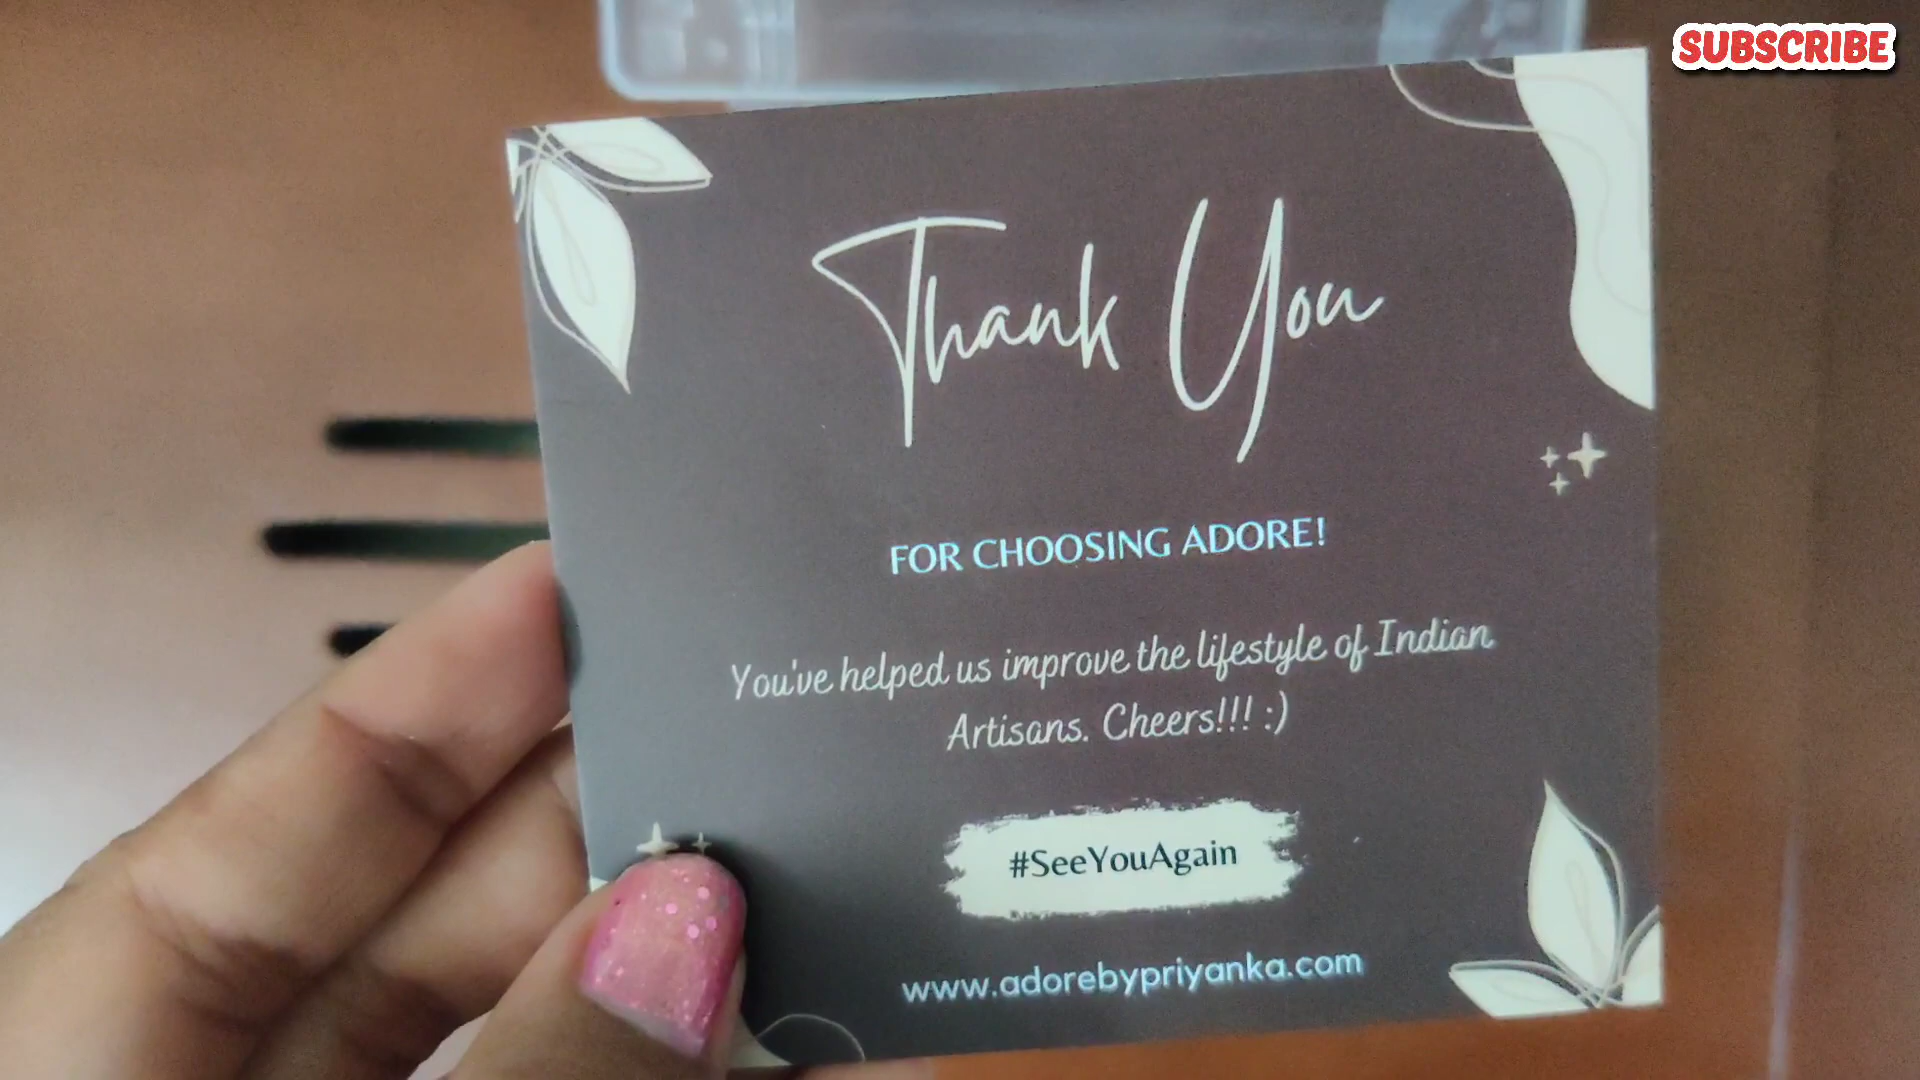 SUBSCRIBE
Thank You
FOR CHOOSING ADORE!
You've helped us improve the lifestyle of Indian
Artisans. Cheers!!! :)
#SeeYouAgain
www.adorebypriyanka.com